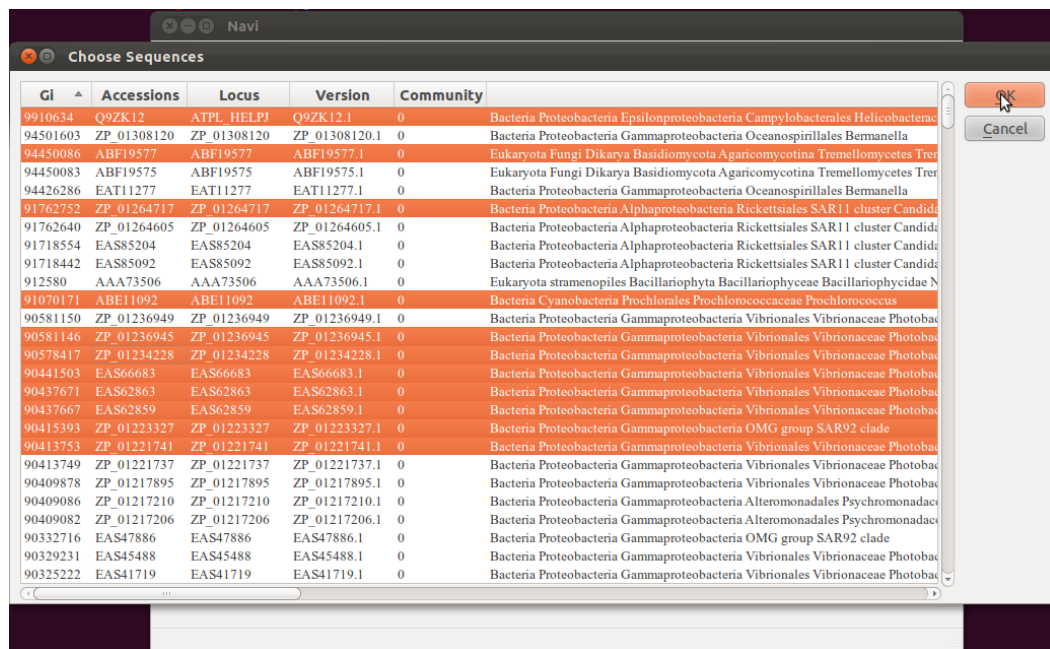 Navi
Choose Sequences
Gi Accessions Locus Version Community
9910634 Q9ZK12 ATPL_HELPJ Q9ZK12.1 0 Bacteria Proteobacteria Epsilonproteobacteria Campylobacterales Helicobacterac
94501603 ZP_01308120 ZP_01308120 ZP_01308120.1 0 Bacteria Proteobacteria Gammaproteobacteria Oceanospirillales Bermanella
94450086 ABF19577 ABF19577 ABF19577.1 0 Eukaryota Fungi Dikarya Basidiomycota Agaricomycotina Tremellomycetes Trem
94450083 ABF19575 ABF19575 ABF19575.1 0 Eukaryota Fungi Dikarya Basidiomycota Agaricomycotina Tremellomycetes Trem
94426286 EAT11277 EAT11277 EAT11277.1 0 Bacteria Proteobacteria Gammaproteobacteria Oceanospirillales Bermanella
91762752 ZP_01264717 ZP_01264717 ZP_01264717.1 0 Bacteria Proteobacteria Alphaproteobacteria Rickettsiales SAR11 cluster Candida
91762640 ZP_01264605 ZP_01264605 ZP_01264605.1 0 Bacteria Proteobacteria Alphaproteobacteria Rickettsiales SAR11 cluster Candida
91718554 EAS85204 EAS85204 EAS85204.1 0 Bacteria Proteobacteria Alphaproteobacteria Rickettsiales SAR11 cluster Candida
91718442 EAS85092 EAS85092 EAS85092.1 0 Bacteria Proteobacteria Alphaproteobacteria Rickettsiales SAR11 cluster Candida
912580 AAA73506 AAA73506 AAA73506.1 0 Eukaryota stramenopiles Bacillariophyta Bacillariophyceae Bacillariophycidae N
91070171 ABE11092 ABE11092 ABE11092.1 0 Bacteria Cyanobacteria Prochlorales Prochlorococcaceae Prochlorococcus
90581150 ZP_01236949 ZP_01236949 ZP_01236949.1 0 Bacteria Proteobacteria Gammaproteobacteria Vibrionales Vibrionaceae Photobac
90581146 ZP_01236945 ZP_01236945 ZP_01236945.1 0 Bacteria Proteobacteria Gammaproteobacteria Vibrionales Vibrionaceae Photobac
90578417 ZP_01234228 ZP_01234228 ZP_01234228.1 0 Bacteria Proteobacteria Gammaproteobacteria Vibrionales Vibrionaceae Photobac
90441503 EAS66683 EAS66683 EAS66683.1 0 Bacteria Proteobacteria Gammaproteobacteria Vibrionales Vibrionaceae Photobac
90437671 EAS62863 EAS62863 EAS62863.1 0 Bacteria Proteobacteria Gammaproteobacteria Vibrionales Vibrionaceae Photobac
90437667 EAS62859 EAS62859 EAS62859.1 0 Bacteria Proteobacteria Gammaproteobacteria Vibrionales Vibrionaceae Photobac
90415393 ZP_01223327 ZP_01223327 ZP_01223327.1 0 Bacteria Proteobacteria Gammaproteobacteria OMG group SAR92 clade
90413753 ZP_01221741 ZP_01221741 ZP_01221741.1 0 Bacteria Proteobacteria Gammaproteobacteria Vibrionales Vibrionaceae Photobac
90413749 ZP_01221737 ZP_01221737 ZP_01221737.1 0 Bacteria Proteobacteria Gammaproteobacteria Vibrionales Vibrionaceae Photobac
90409878 ZP_01217895 ZP_01217895 ZP_01217895.1 0 Bacteria Proteobacteria Gammaproteobacteria Vibrionales Vibrionaceae Photobac
90409086 ZP_01217210 ZP_01217210 ZP_01217210.1 0 Bacteria Proteobacteria Gammaproteobacteria Alteromonadales Psychromonadace
90409082 ZP_01217206 ZP_01217206 ZP_01217206.1 0 Bacteria Proteobacteria Gammaproteobacteria Alteromonadales Psychromonadace
90332716 EAS47886 EAS47886 EAS47886.1 0 Bacteria Proteobacteria Gammaproteobacteria OMG group SAR92 clade
90329231 EAS45488 EAS45488 EAS45488.1 0 Bacteria Proteobacteria Gammaproteobacteria Vibrionales Vibrionaceae Photobac
90325222 EAS41719 EAS41719 EAS41719.1 0 Bacteria Proteobacteria Gammaproteobacteria Vibrionales Vibrionaceae Photobac
OK
Cancel